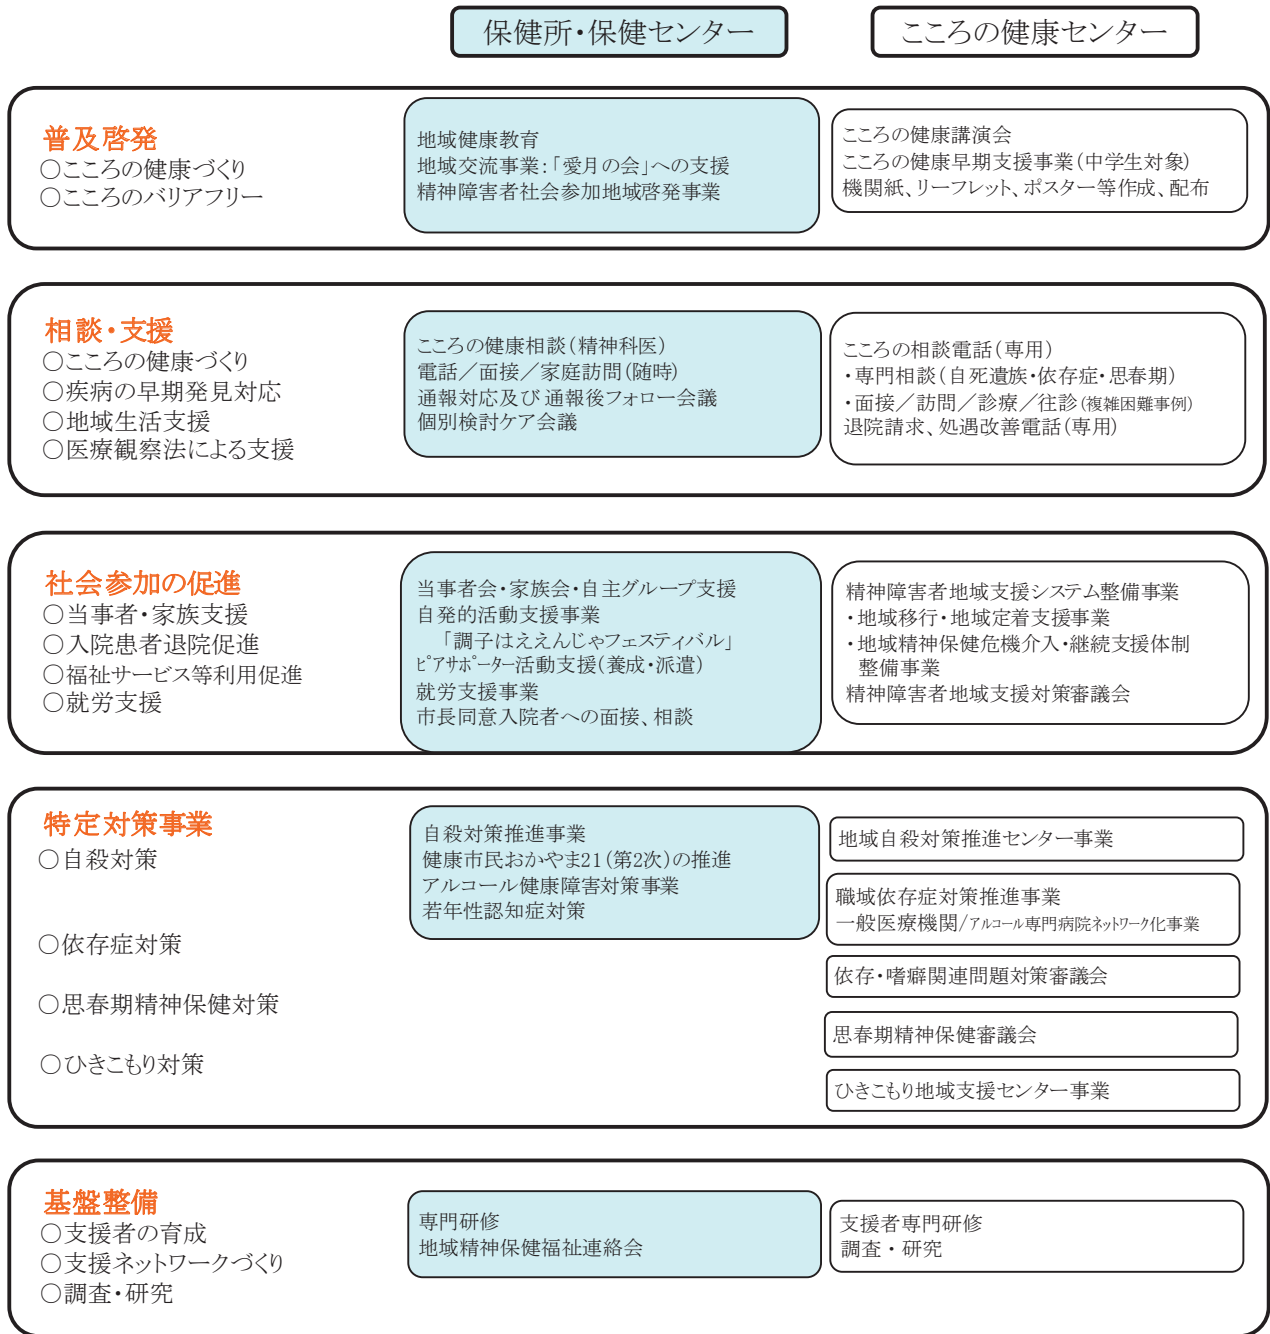 保健所・保健センター
こころの健康センター
普及啓発
○こころの健康づくり
○こころのバリアフリー
地域健康教育
地域交流事業：「愛月の会」への支援
精神障害者社会参加地域啓発事業
こころの健康講演会
こころの健康早期支援事業（中学生対象）
機関紙、リーフレット、ポスター等作成、配布
相談・支援
○こころの健康づくり
○疾病の早期発見対応
○地域生活支援
○医療観察法による支援
こころの健康相談（精神科医）
電話／面接／家庭訪問（随時）
通報対応及び通報後フォロー会議
個別検討ケア会議
こころの相談電話（専用）
・専門相談（自死遺族・依存症・思春期）
・面接／訪問／診療／往診（複雑困難事例）
退院請求、処遇改善電話（専用）
社会参加の促進
○当事者・家族支援
○入院患者退院促進
○福祉サービス等利用促進
○就労支援
当事者会・家族会・自主グループ支援
自発的活動支援事業
「調子はええんじゃフェスティバル」
ﾋﾟｱｻﾎﾟｰﾀｰ活動支援（養成・派遣）
就労支援事業
市長同意入院者への面接、相談
精神障害者地域支援システム整備事業
・地域移行・地域定着支援事業
・地域精神保健危機介入・継続支援体制
整備事業
精神障害者地域支援対策審議会
特定対策事業
○自殺対策
○依存症対策
○思春期精神保健対策
○ひきこもり対策
自殺対策推進事業
健康市民おかやま21（第2次）の推進
アルコール健康障害対策事業
若年性認知症対策
地域自殺対策推進センター事業
職域依存症対策推進事業
一般医療機関/ｱﾙｺｰﾙ専門病院ﾈｯﾄﾜｰｸ化事業
依存・嗜癖関連問題対策審議会
思春期精神保健審議会
ひきこもり地域支援センター事業
基盤整備
○支援者の育成
○支援ネットワークづくり
○調査・研究
専門研修
地域精神保健福祉連絡会
支援者専門研修
調査・研究